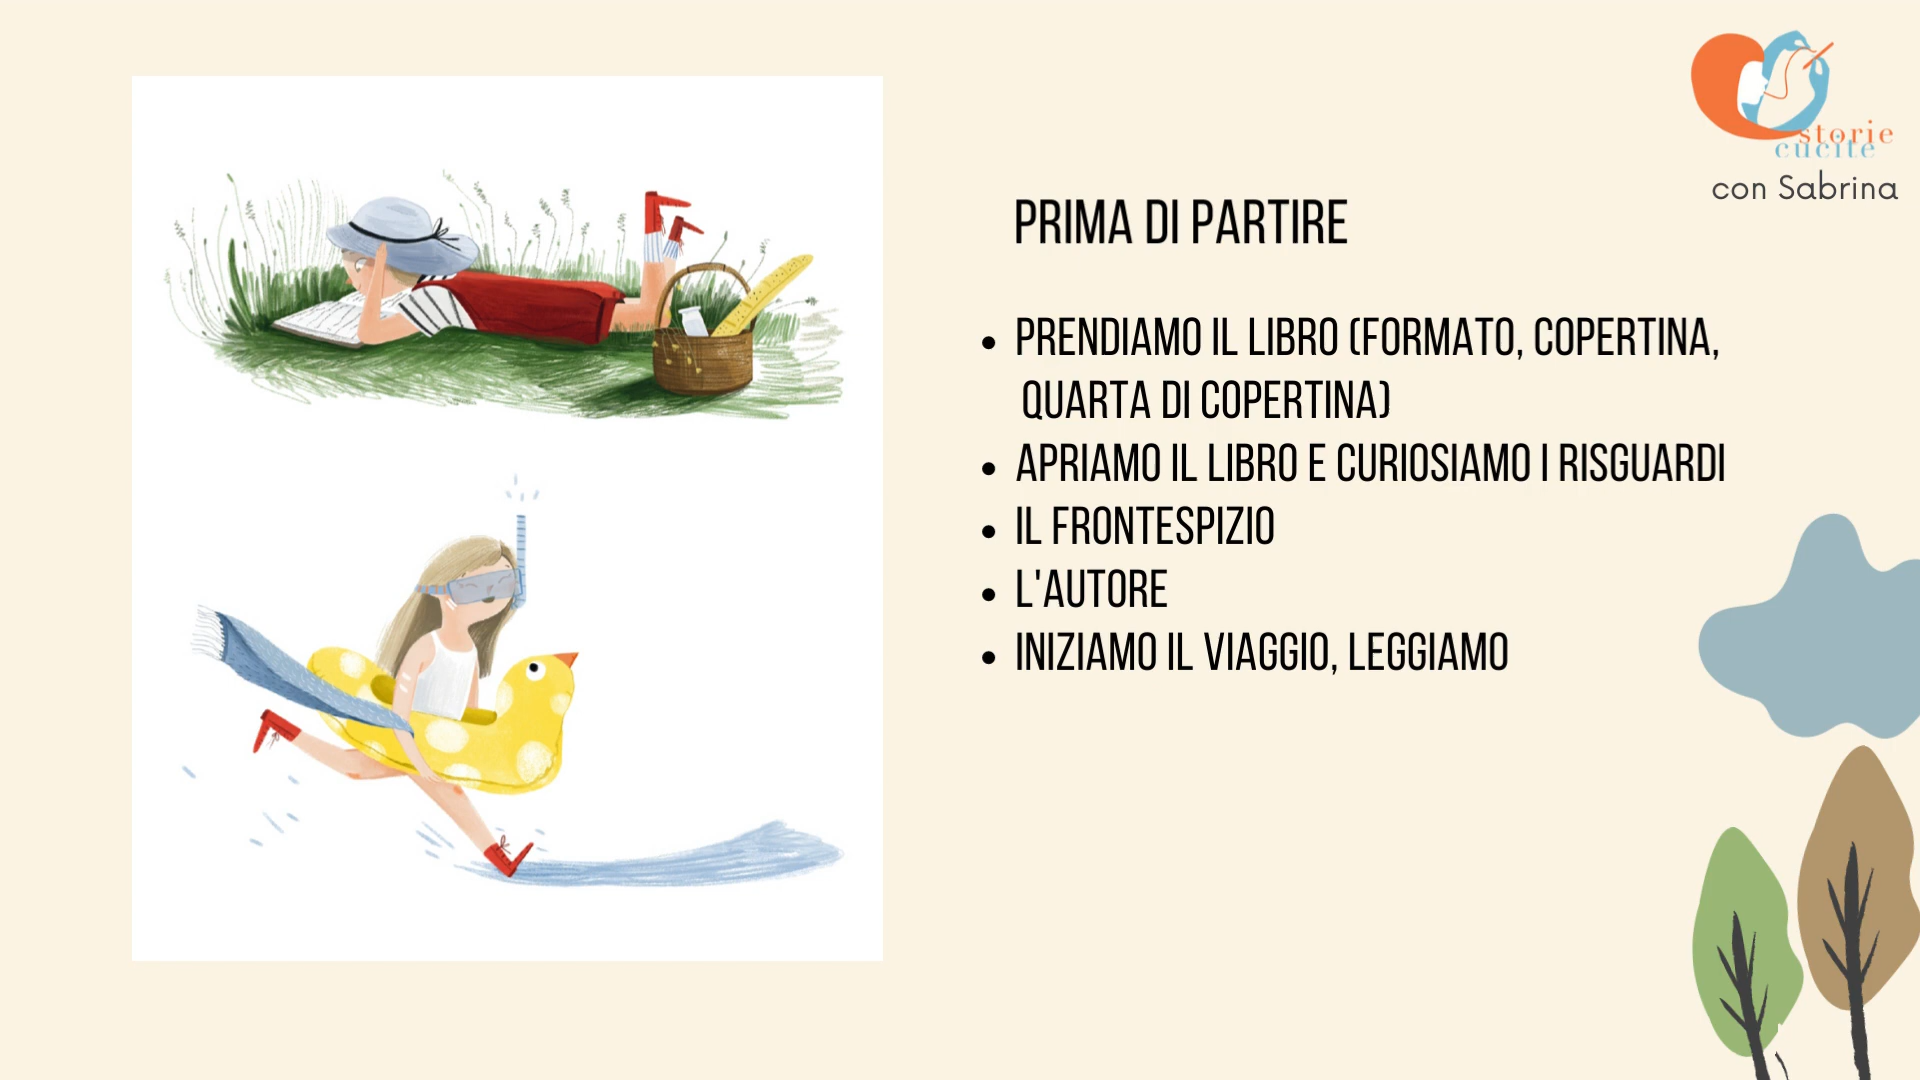 storie
cucite
con Sabrina
PRIMA DI PARTIRE
• PRENDIAMO IL LIBRO (FORMATO, COPERTINA,
QUARTA DI COPERTINA)
• APRIAMO IL LIBRO E CURIOSIAMO I RISGUARDI
• IL FRONTESPIZIO
• L'AUTORE
• INIZIAMO IL VIAGGIO, LEGGIAMO